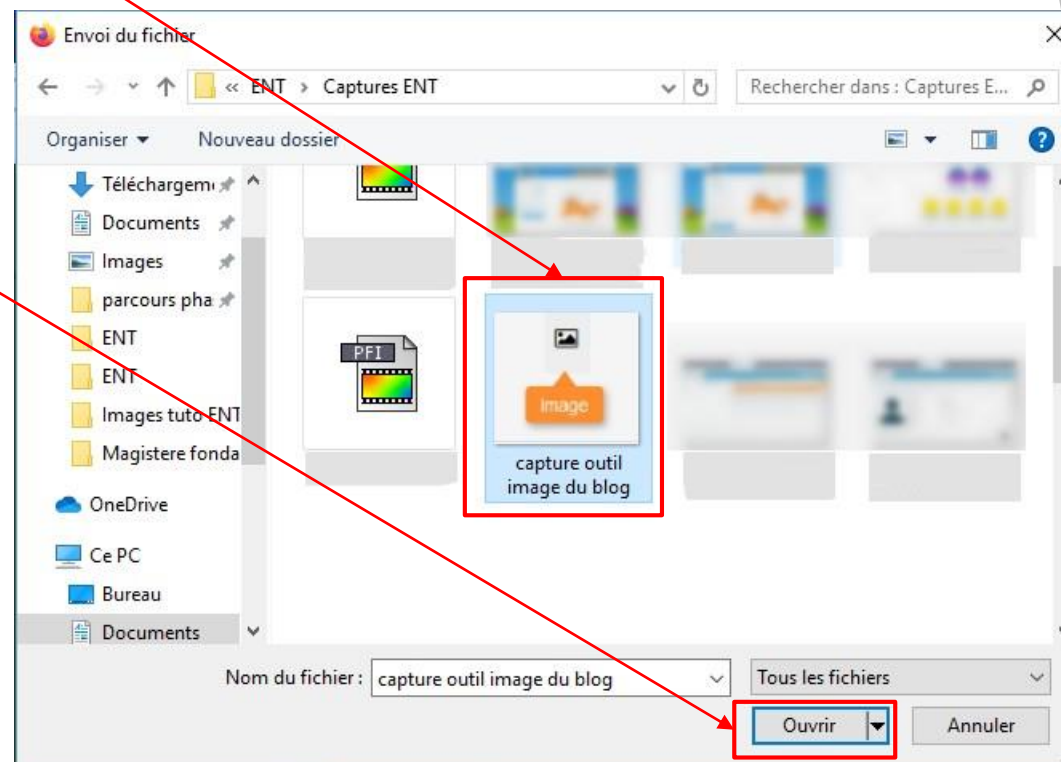 Envoi du fichier
« ENT > Captures ENT
Rechercher dans : Captures E...
Organiser
Nouveau dossier
Documents
Images
parcours pha
ENT
ENT
Images tuto ENT
Magistere fonda
OneDrive
Ce PC
Bureau
Documents
PFI
image
capture outil
image du blog
Nom du fichier :
capture outil image du blog
Tous les fichiers
Ouvrir
Annuler